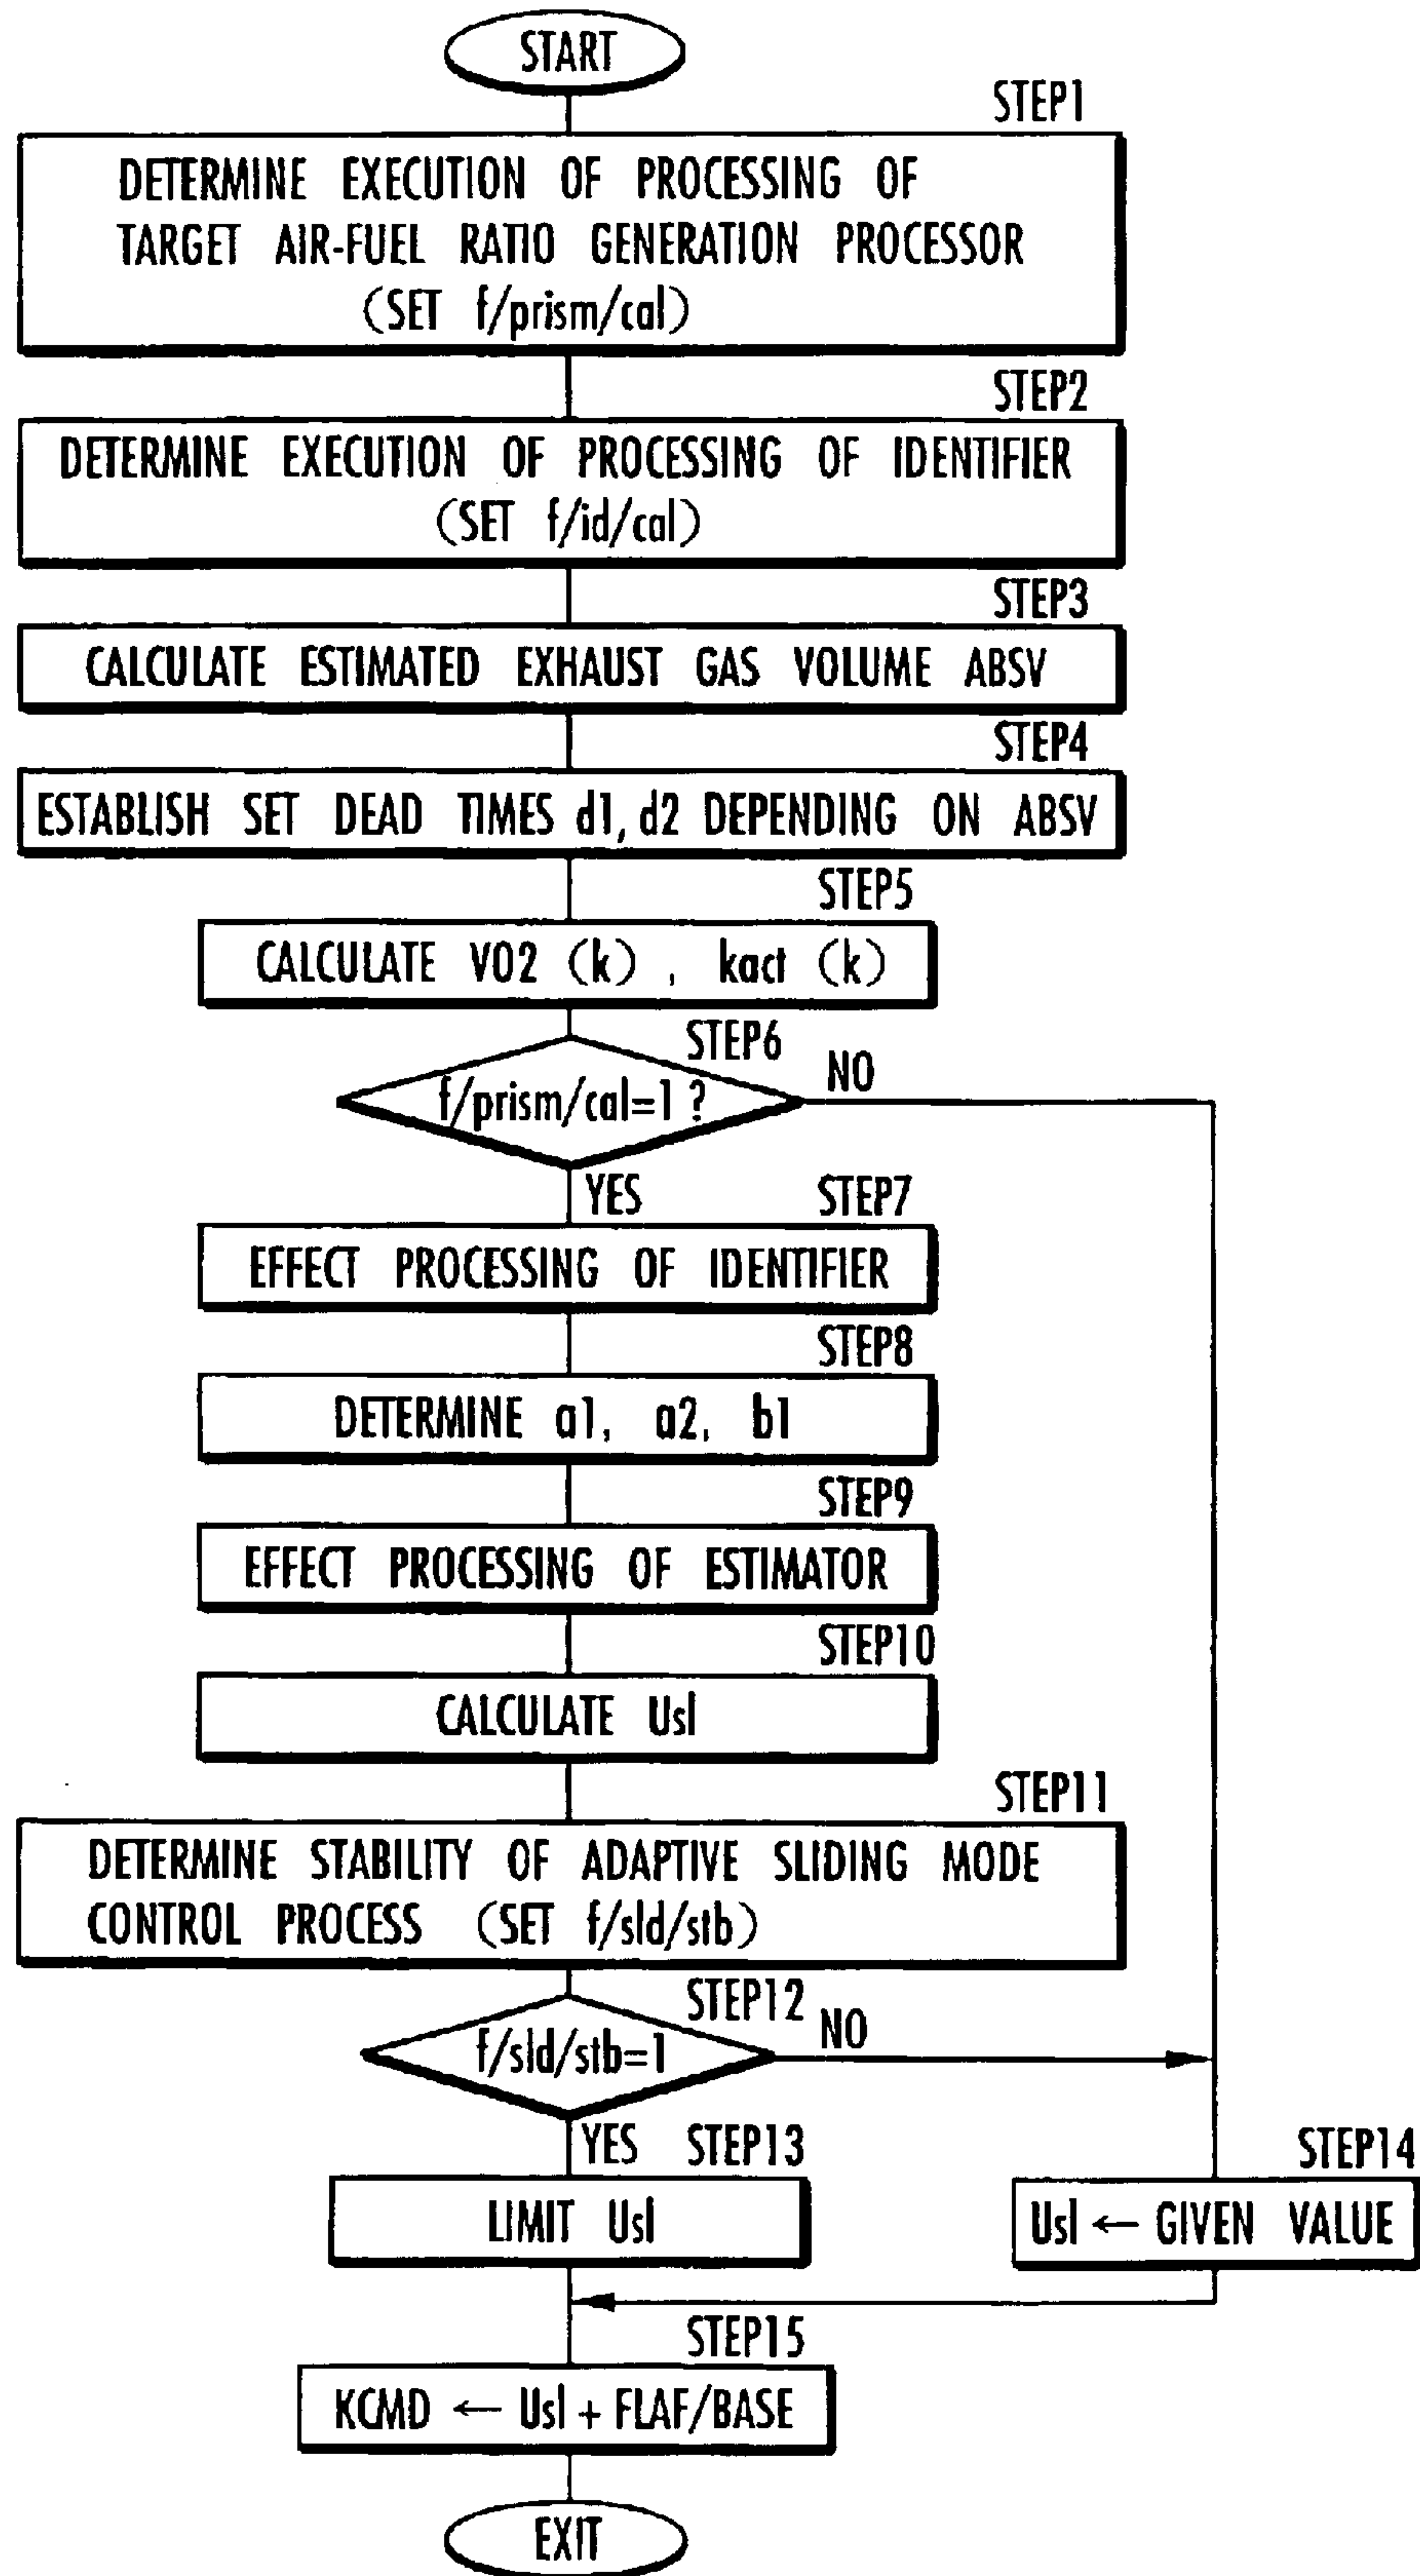 START
STEP1
DETERMINE EXECUTION OF PROCESSING OF
TARGET AIR-FUEL RATIO GENERATION PROCESSOR
(SET f/prism/cal)
STEP2
DETERMINE EXECUTION OF PROCESSING OF IDENTIFIER
(SET f/id/cal)
STEP3
CALCULATE ESTIMATED EXHAUST GAS VOLUME ABSV
STEP4
ESTABLISH SET DEAD TIMES d1, d2 DEPENDING ON ABSV
STEP5
CALCULATE VO2 (k) , kact (k)
STEP6
f/prism/cal=1 ?
NO
YES
STEP7
EFFECT PROCESSING OF IDENTIFIER
STEP8
DETERMINE a1, a2, b1
STEP9
EFFECT PROCESSING OF ESTIMATOR
STEP10
CALCULATE Usl
STEP11
DETERMINE STABILITY OF ADAPTIVE SLIDING MODE
CONTROL PROCESS (SET f/sld/stb)
STEP12
f/sld/stb=1
NO
YES
STEP13
LIMIT Usl
STEP14
Usl ← GIVEN VALUE
STEP15
KCMD ← Usl + FLAF/BASE
EXIT